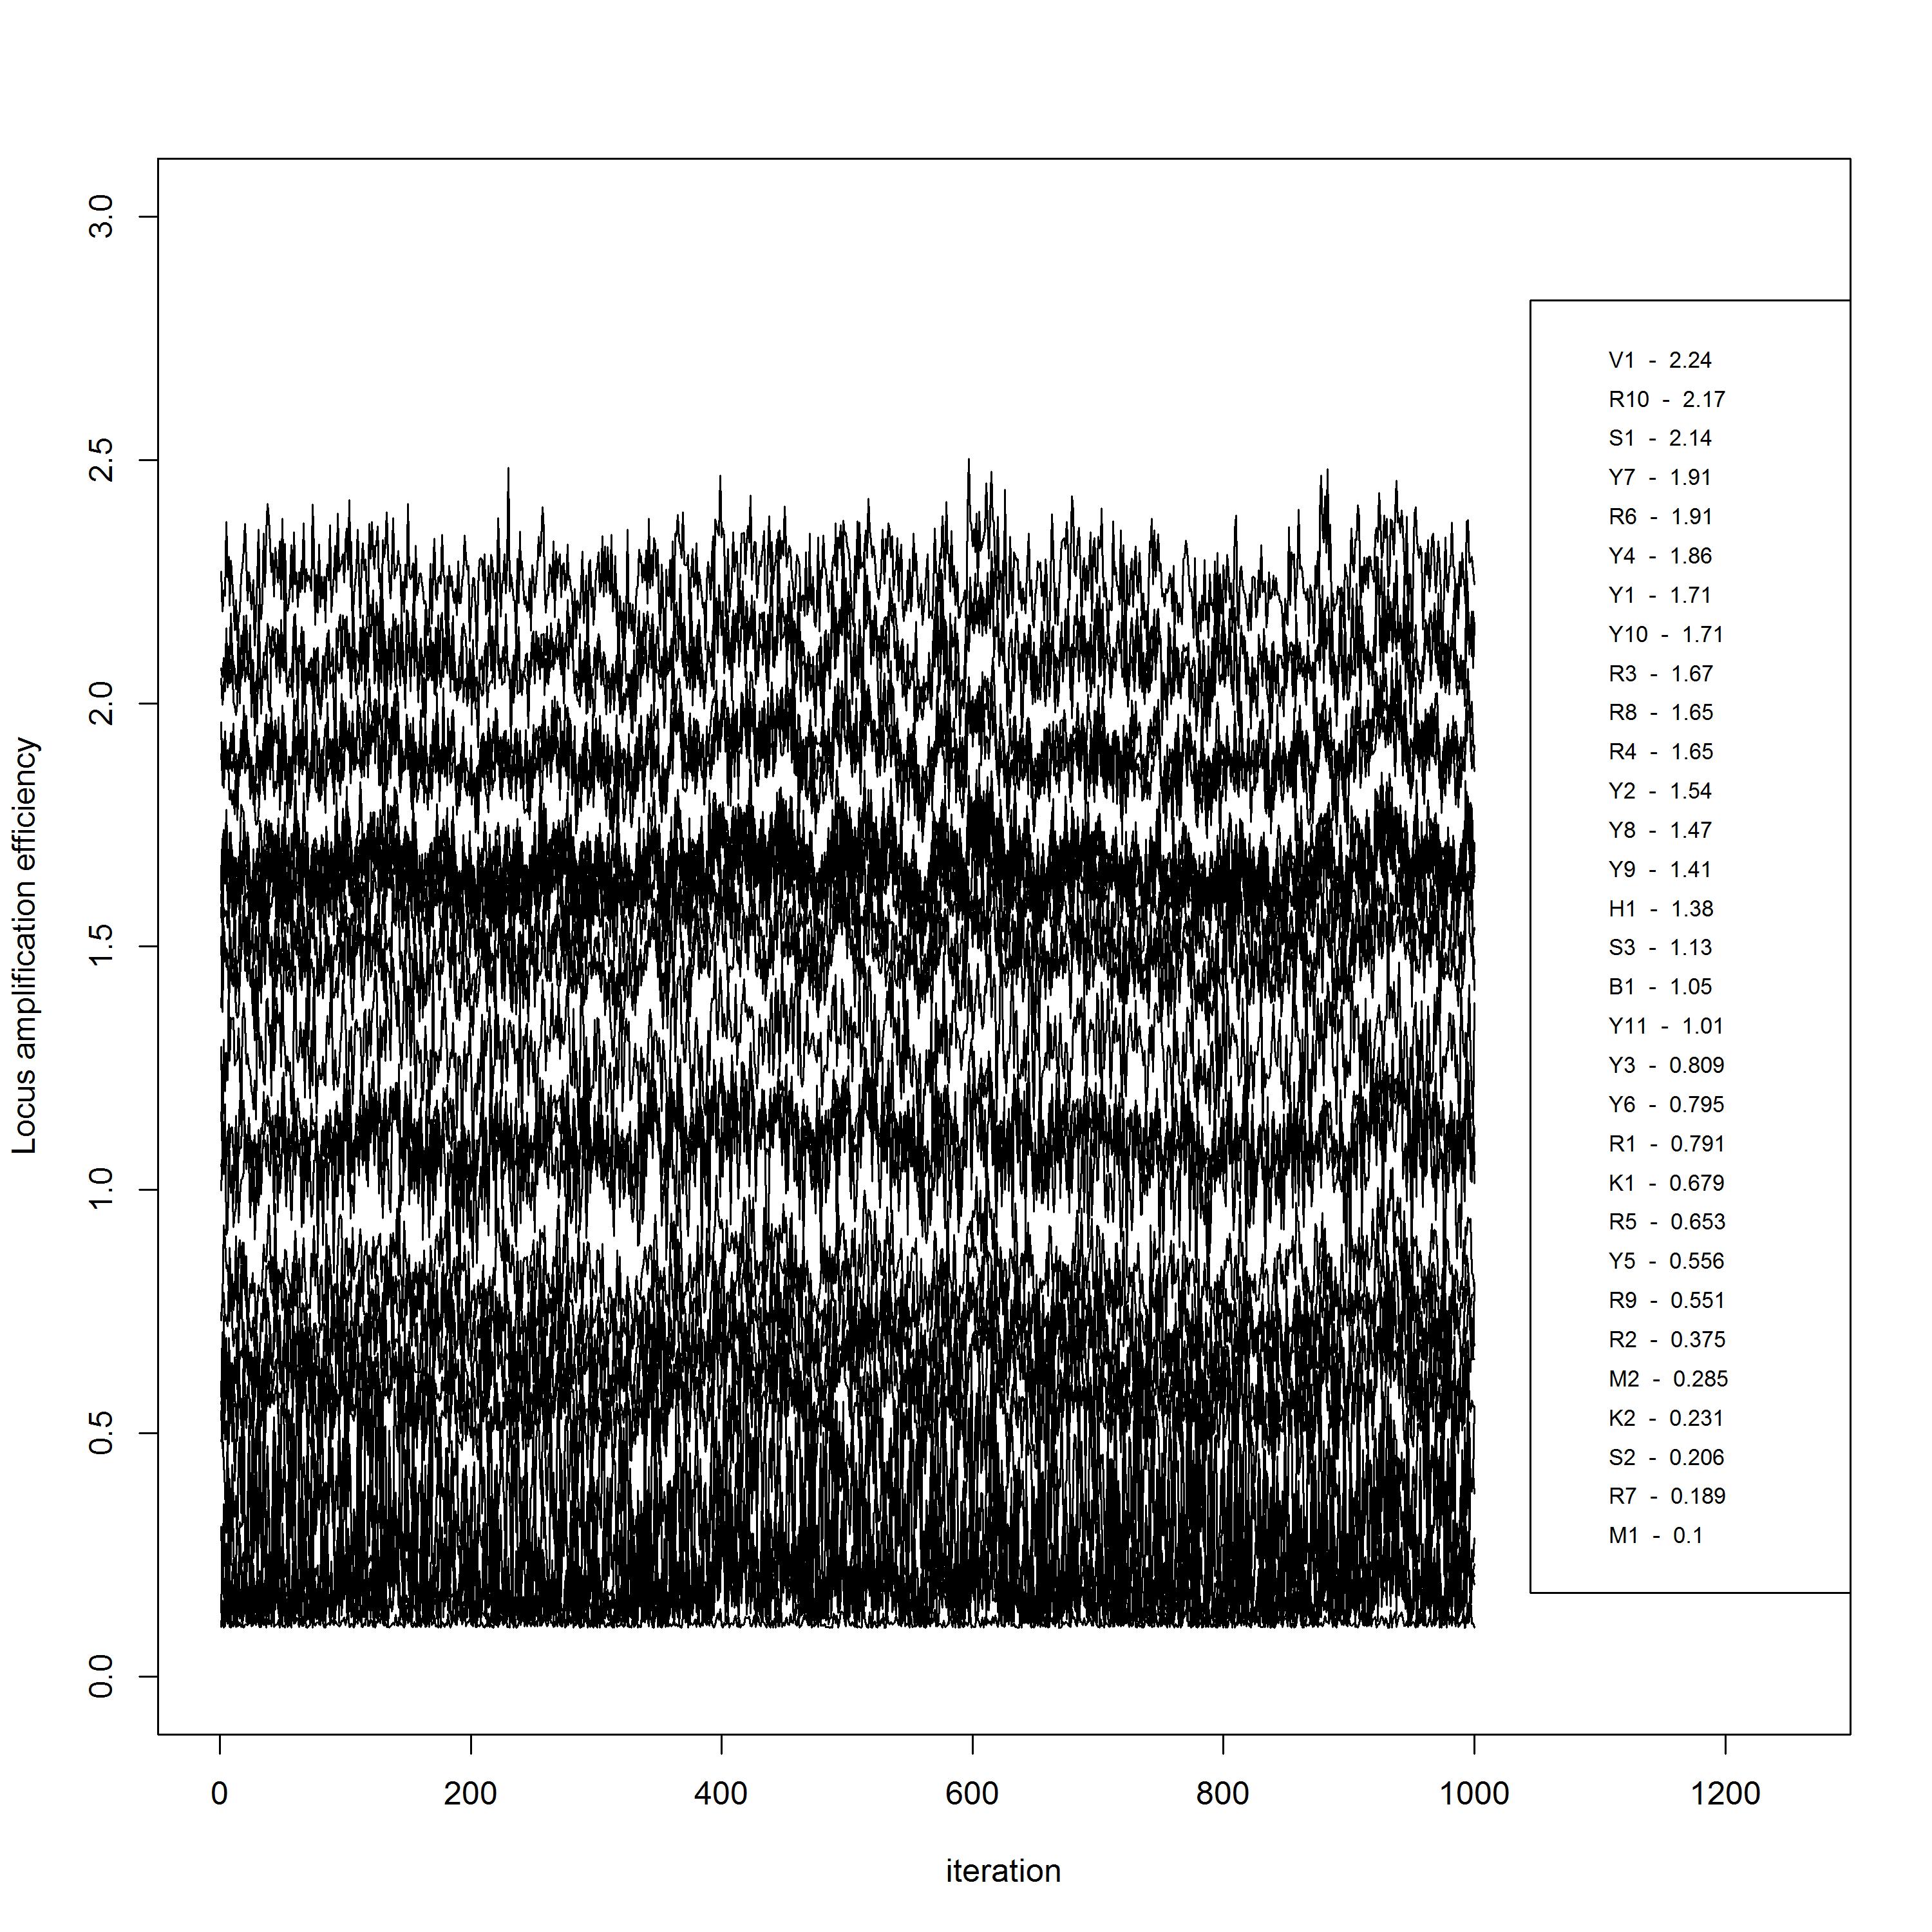 Locus amplification efficiency
3.0
2.5
2.0
1.5
1.0
0.5
0.0
V1 - 2.24
R10 - 2.17
S1 - 2.14
Y7 - 1.91
R6 - 1.91
Y4 - 1.86
Y1 - 1.71
Y10 - 1.71
R3 - 1.67
R8 - 1.65
R4 - 1.65
Y2 - 1.54
Y8 - 1.47
Y9 - 1.41
H1 - 1.38
S3 - 1.13
B1 - 1.05
Y11 - 1.01
Y3 - 0.809
Y6 - 0.795
R1 - 0.791
K1 - 0.679
R5 - 0.653
Y5 - 0.556
R9 - 0.551
R2 - 0.375
M2 - 0.285
K2 - 0.231
S2 - 0.206
R7 - 0.189
M1 - 0.1
0 200 400 600 800 1000 1200
iteration